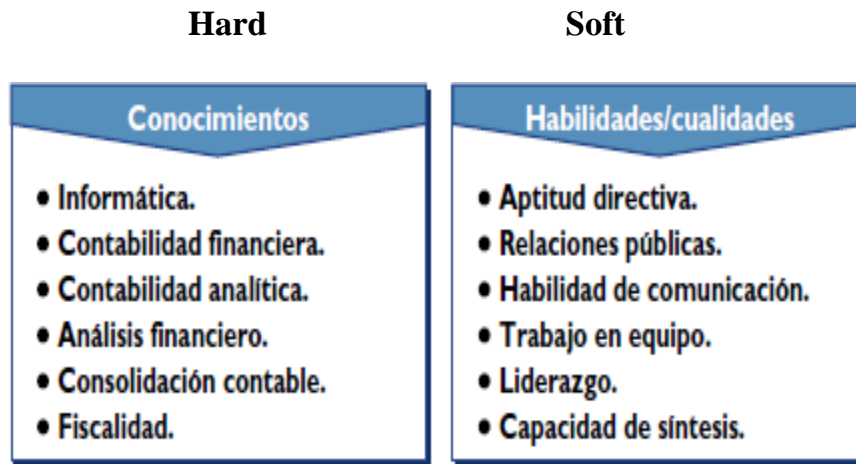 Hard
Soft
Conocimientos
• Informática.
• Contabilidad financiera.
• Contabilidad analítica.
• Análisis financiero.
• Consolidación contable.
• Fiscalidad.
Habilidades/cualidades
• Aptitud directiva.
• Relaciones públicas.
• Habilidad de comunicación.
• Trabajo en equipo.
• Liderazgo.
• Capacidad de síntesis.